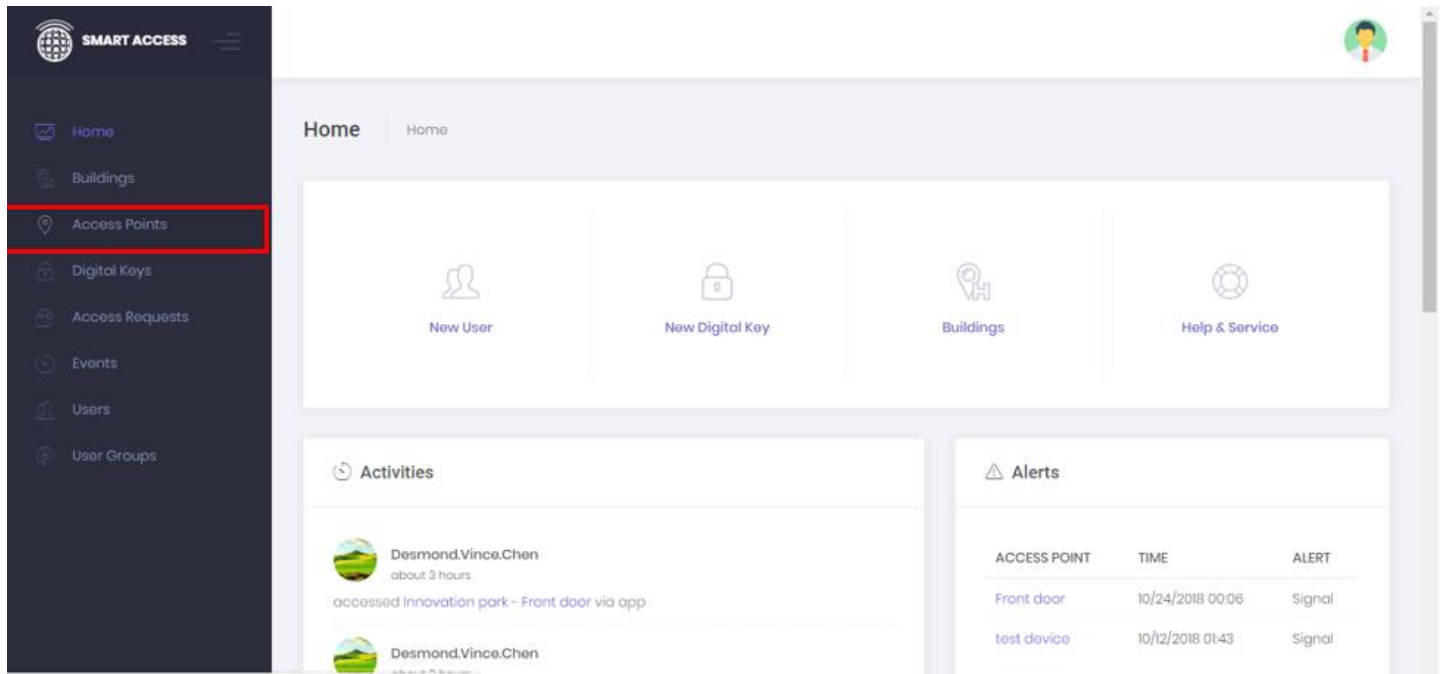 SMART ACCESS
Home
Buildings
Access Points
Digital Keys
Access Requests
Events
Users
User Groups
Home Home
New User New Digital Key Buildings Help & Service
Activities
Desmond.Vince.Chen
about 3 hours
accessed Innovation park - Front door via app
Desmond.Vince.Chen
Alerts
ACCESS POINT TIME ALERT
Front door 10/24/2018 00:06 Signal
test device 10/12/2018 01:43 Signal